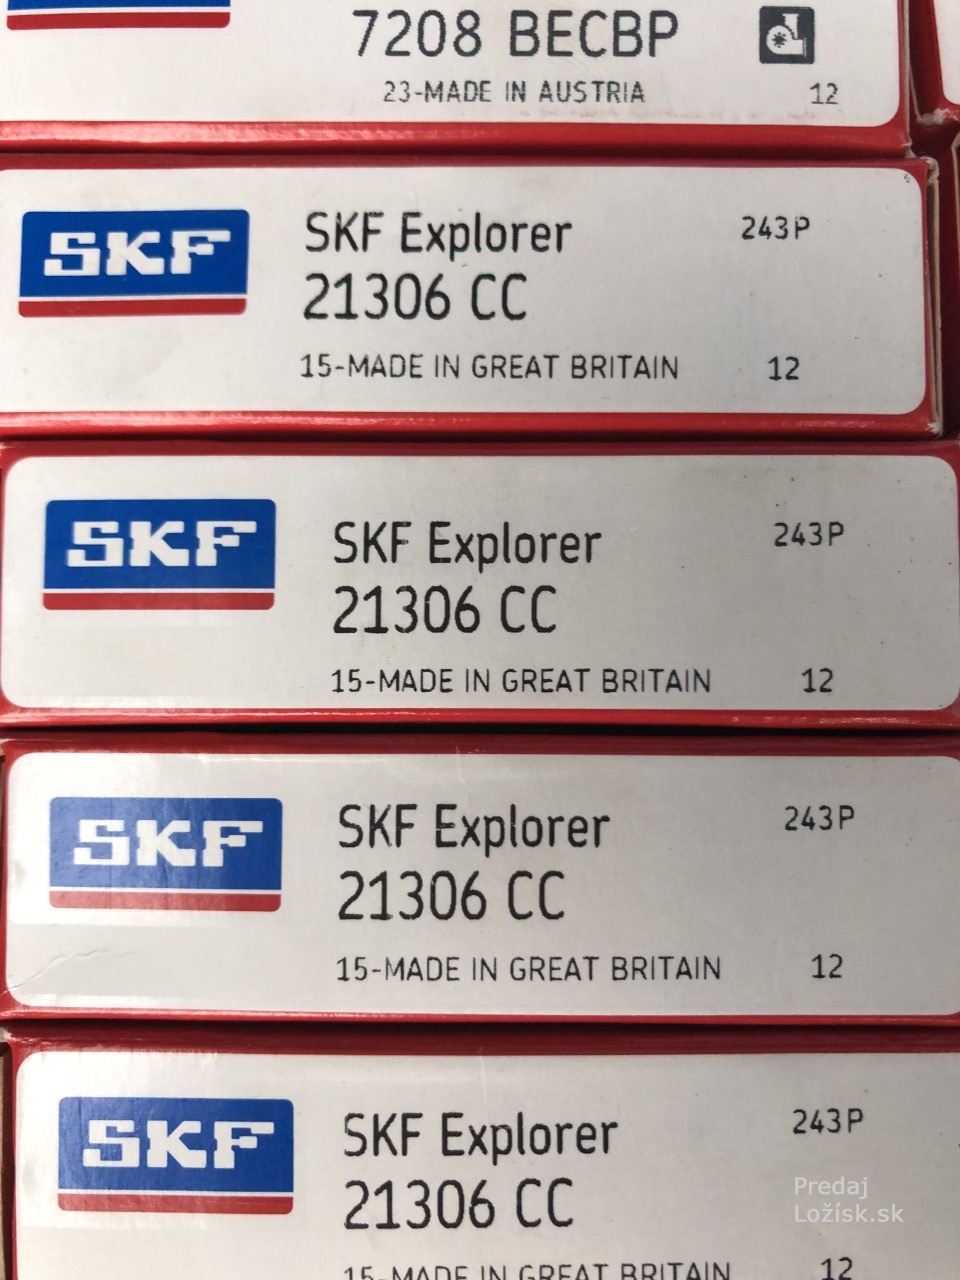 7208 BECBP
23-MADE IN AUSTRIA 12
SKF
SKF Explorer 243P
21306 CC
15-MADE IN GREAT BRITAIN 12
SKF
SKF Explorer 243P
21306 CC
15-MADE IN GREAT BRITAIN 12
SKF
SKF Explorer 243P
21306 CC
15-MADE IN GREAT BRITAIN 12
SKF
SKF Explorer 243P
21306 CC
15-MADE IN GREAT BRITAIN 12
Predaj
Ložísk.sk